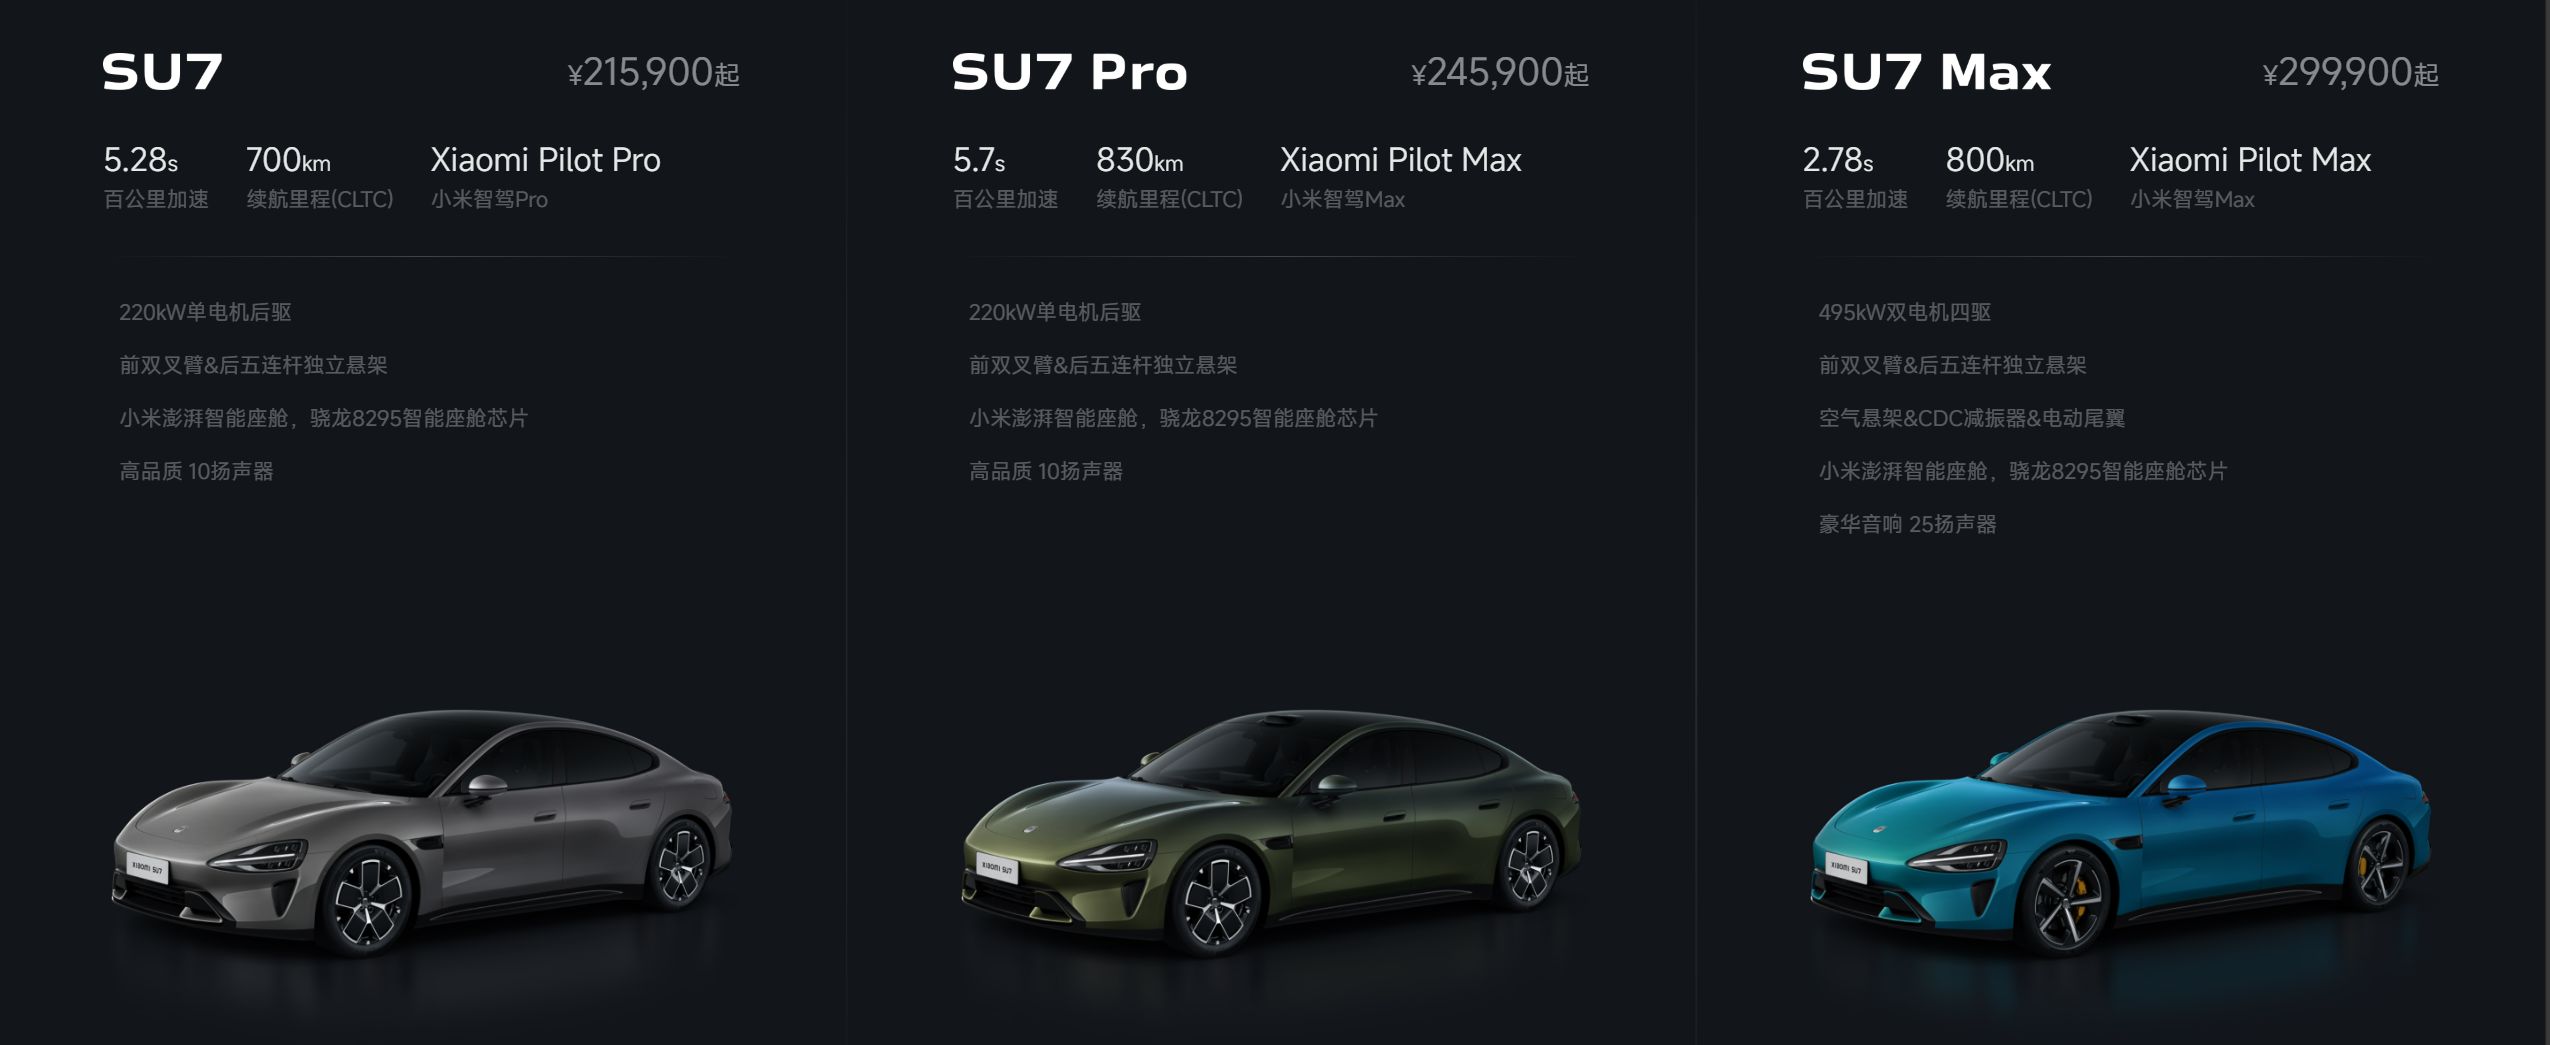 SU7
¥215,900起
5.28s
700km
Xiaomi Pilot Pro
百公里加速
续航里程(CLTC)
小米智驾Pro
220kW单电机后驱
前双叉臂&后五连杆独立悬架
小米澎湃智能座舱，骁龙8295智能座舱芯片
高品质 10扬声器
XIAOMI SU7
SU7 Pro
¥245,900起
5.7s
830km
Xiaomi Pilot Max
百公里加速
续航里程(CLTC)
小米智驾Max
220kW单电机后驱
前双叉臂&后五连杆独立悬架
小米澎湃智能座舱，骁龙8295智能座舱芯片
高品质 10扬声器
XIAOMI SU7
SU7 Max
¥299,900起
2.78s
800km
Xiaomi Pilot Max
百公里加速
续航里程(CLTC)
小米智驾Max
495kW双电机四驱
前双叉臂&后五连杆独立悬架
空气悬架&CDC减振器&电动尾翼
小米澎湃智能座舱，骁龙8295智能座舱芯片
豪华音响 25扬声器
XIAOMI SU7